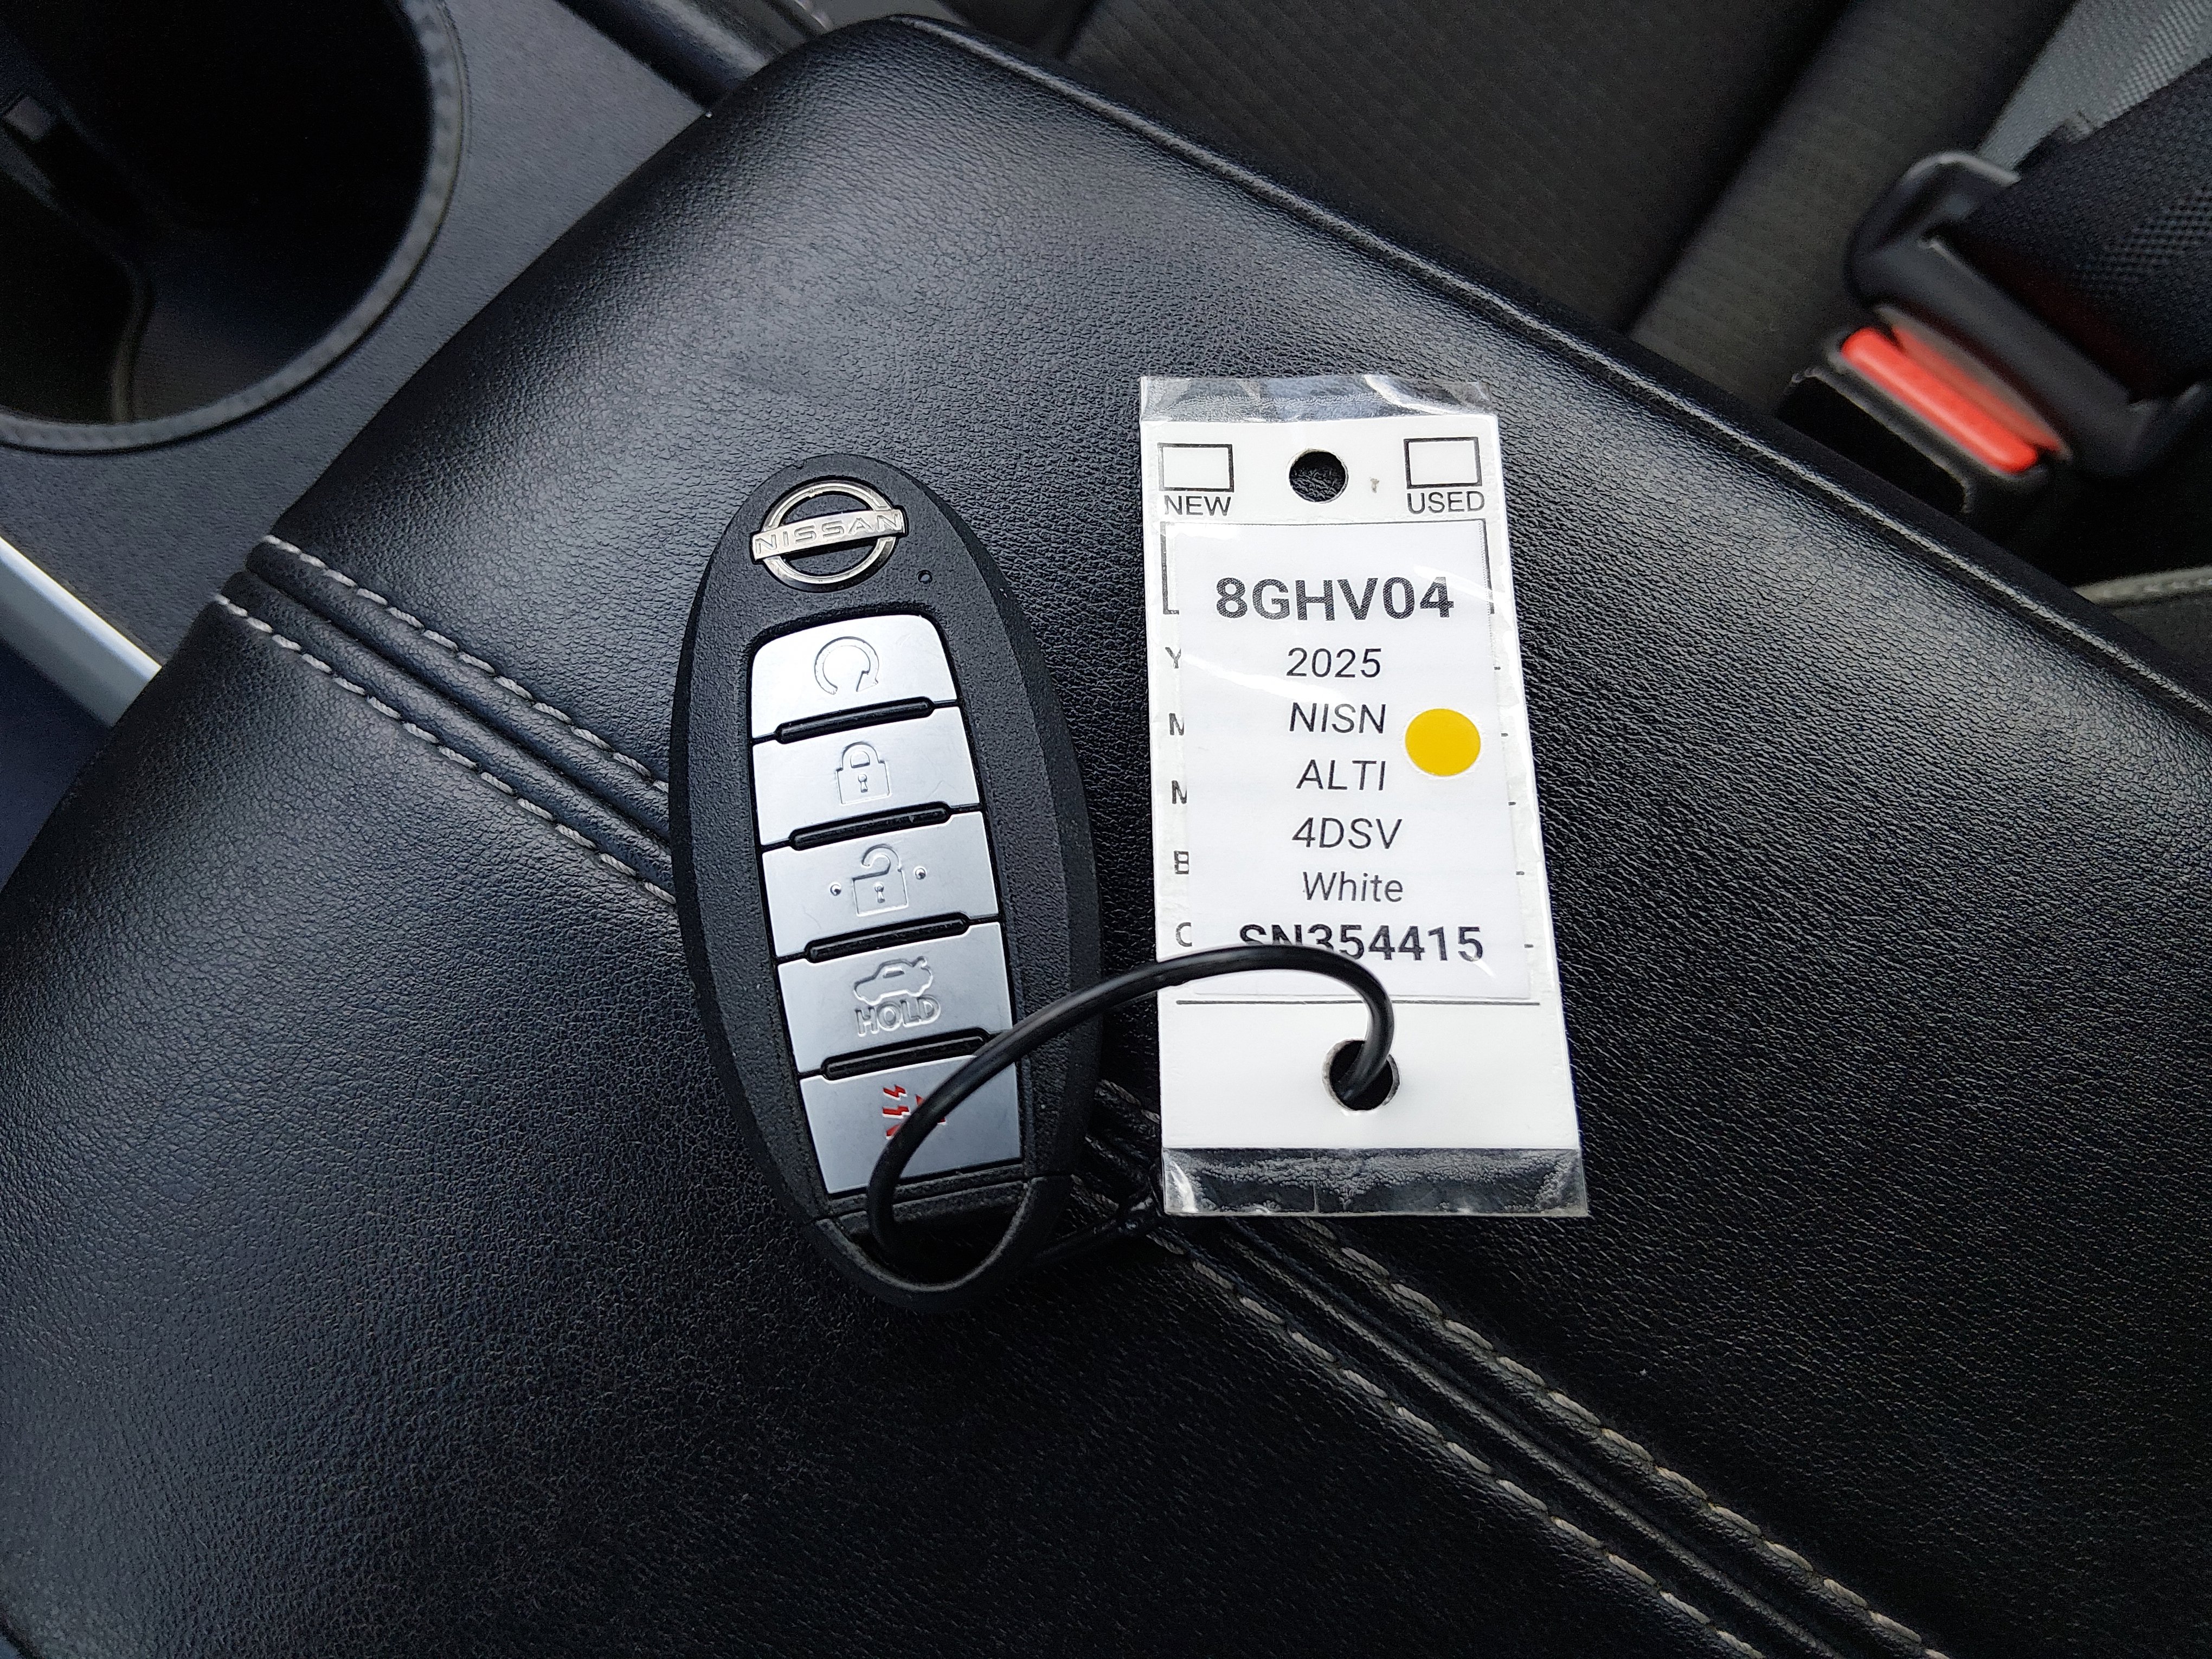 NISSAN
HOLD
NEW
USED
8GHV04
2025
NISN
ALTI
4DSV
White
SN354415